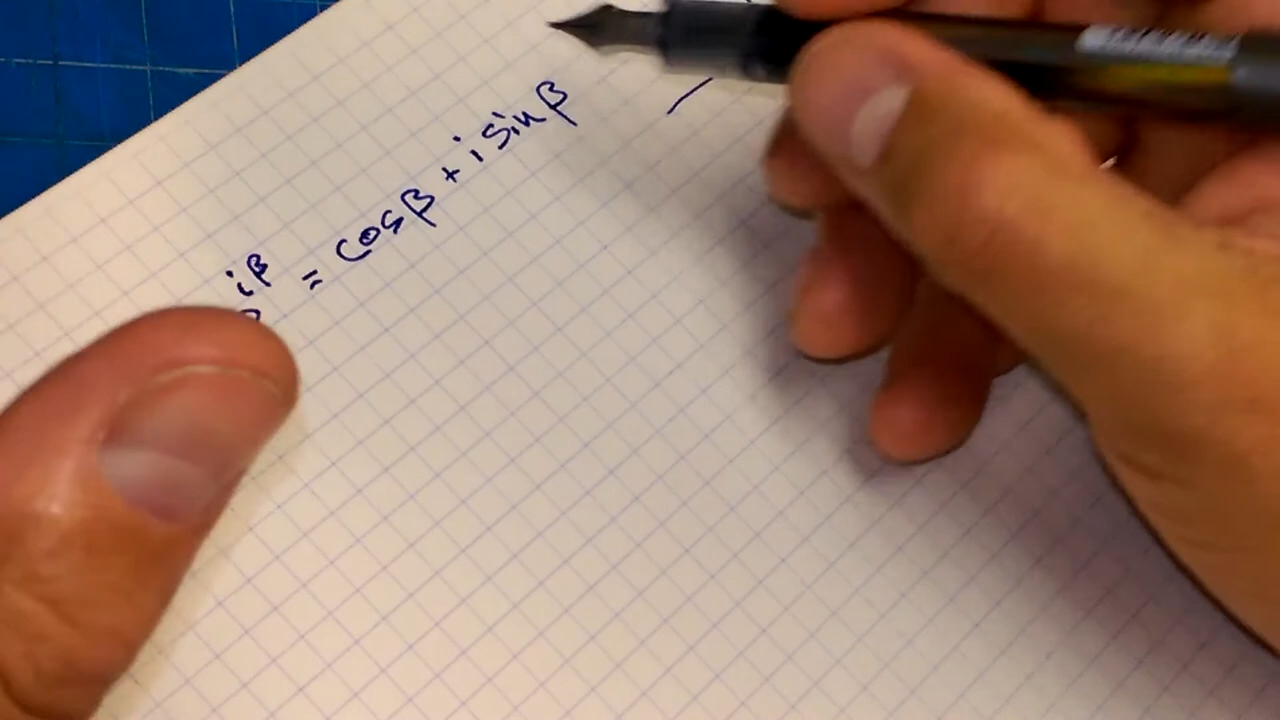 e^{iβ} = cosβ + i sinβ